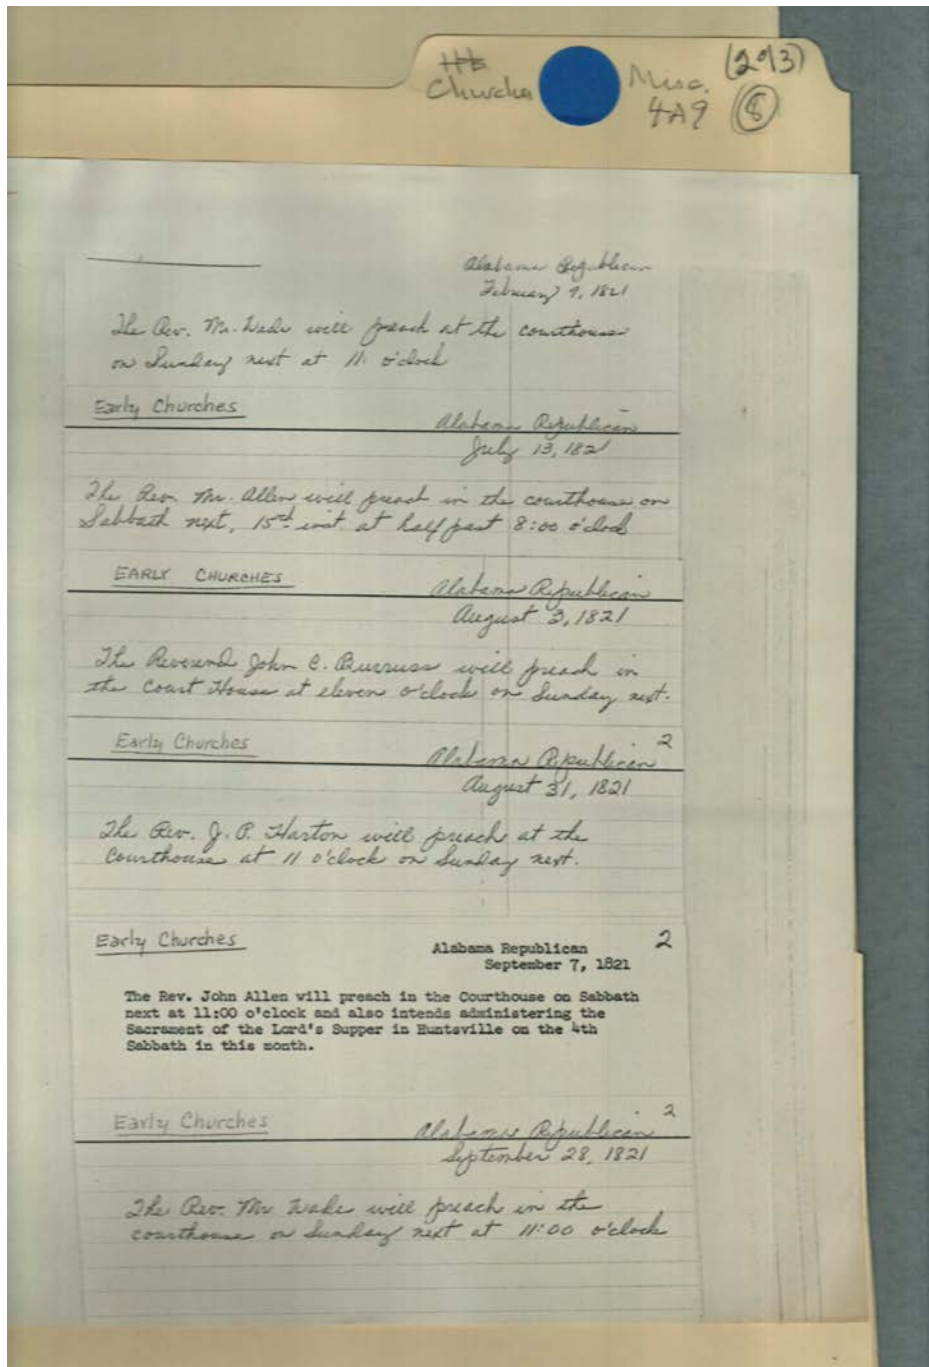 Churches
Misc.
(2 of 3)
4A9
8
Alabama Republican
February 9, 1821
The Rev. Mr. Wade will preach at the courthouse
on Sunday next at 11 o'clock
Early Churches
Alabama Republican
July 13, 1821
The Rev. Mr. Allen will preach in the courthouse on
Sabbath next, 15th inst. at half past 8:00 o'clock
EARLY CHURCHES
Alabama Republican
August 3, 1821
The Reverend John C. Burruss will preach in
the Court House at eleven o'clock on Sunday next.
Early Churches
2
Alabama Republican
August 31, 1821
The Rev. J. P. Harton will preach at the
Courthouse at 11 o'clock on Sunday next.
Early Churches
2
Alabama Republican
September 7, 1821
The Rev. John Allen will preach in the Courthouse on Sabbath
next at 11:00 o'clock and also intends administering the
Sacrament of the Lord's Supper in Huntsville on the 4th
Sabbath in this month.
Early Churches
2
Alabama Republican
September 28, 1821
The Rev. Mr Wade will preach in the
courthouse on Sunday next at 11:00 o'clock